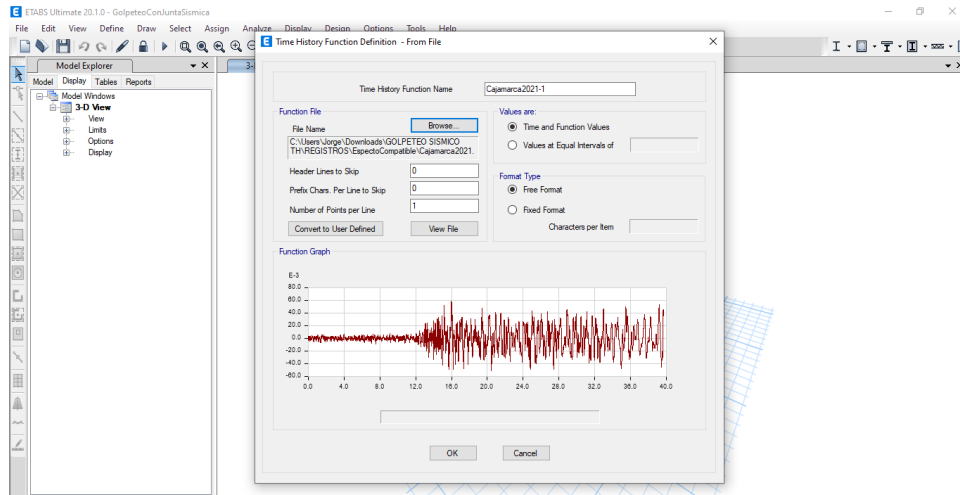 ETABS Ultimate 20.1.0 - GolpeteoConJuntaSismica
File Edit View Define Draw Select Assign Analyze Display Design Options Tools Help
Model Explorer
Model Display Tables Reports
Model Windows
3-D View
View
Limits
Options
Display
3-
Time History Function Definition - From File
Time History Function Name
Cajamarca2021-1
Function File
File Name
Browse...
C:\Users\Jorge\Downloads\GOLPETEO SISMICO
TH\REGISTROS\EspectoCompatible\Cajamarca2021.
Header Lines to Skip
0
Prefix Chars. Per Line to Skip
0
Number of Points per Line
1
Convert to User Defined
View File
Values are:
Time and Function Values
Values at Equal Intervals of
Format Type
Free Format
Fixed Format
Characters per Item
Function Graph
E-3
80.0
60.0
40.0
20.0
0.0
-20.0
-40.0
-60.0
0.0 4.0 8.0 12.0 16.0 20.0 24.0 28.0 32.0 36.0 40.0
OK
Cancel